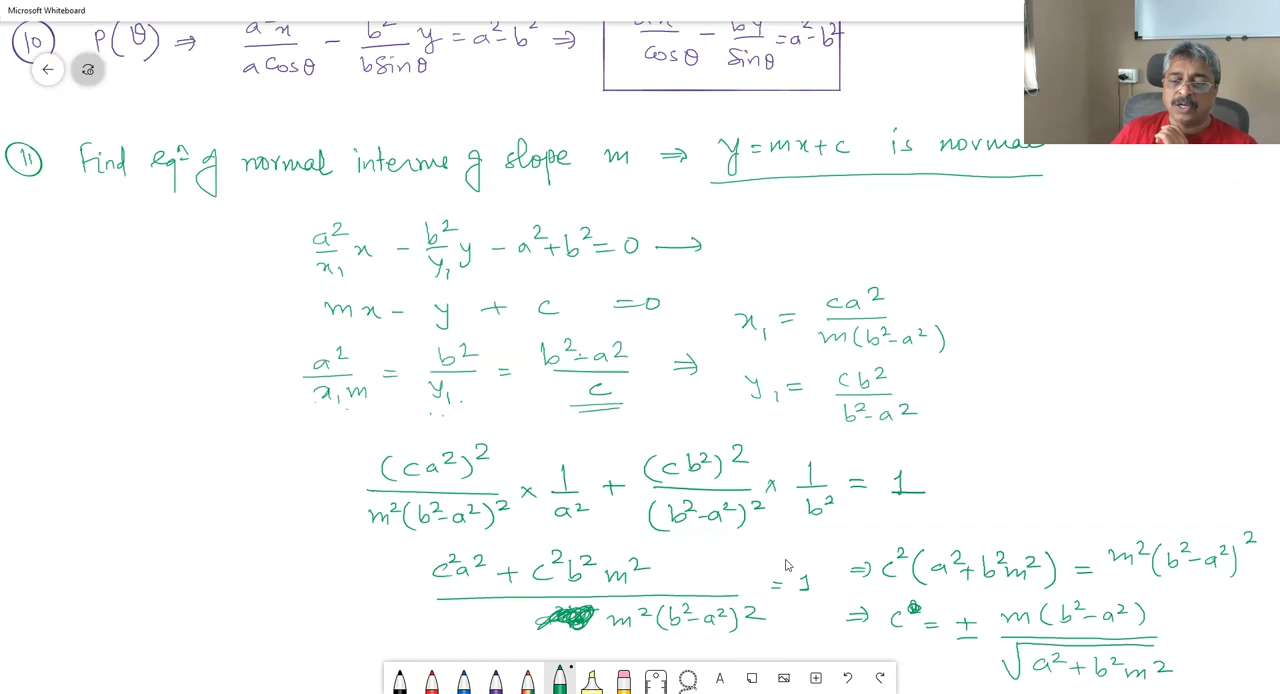 Microsoft Whiteboard
(10) P(θ) ⇒ a²x/(a Cosθ) − b²/(b Sinθ) y = a²−b² ⇒ /Cosθ − by/Sinθ = a²−b²
(11) Find eqⁿ of normal interms of slope m ⇒ y = mx + c is normal
a²/x₁ x − b²/y₁ y − a² + b² = 0 →
mx − y + c = 0
a²/(x₁m) = b²/y₁ = (b²−a²)/c ⇒
x₁ = ca²/(m(b²−a²))
y₁ = cb²/(b²−a²)
(ca²)²/(m²(b²−a²)²) × 1/a² + (cb²)²/(b²−a²)² × 1/b² = 1
(c²a² + c²b²m²)/(m²(b²−a²)²) = 1
⇒ c²(a² + b²m²) = m²(b²−a²)²
⇒ c = ± m(b²−a²)/√(a² + b²m²)
A